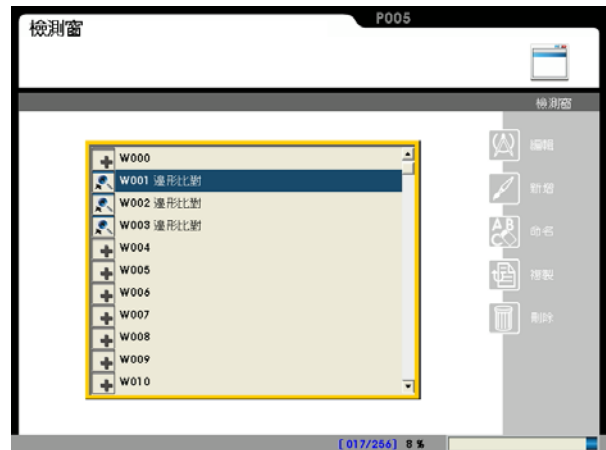 檢測窗
P005
檢測窗
W000
W001 邊形比對
W002 邊形比對
W003 邊形比對
W004
W005
W006
W007
W008
W009
W010
編輯
新增
命名
複製
刪除
[017/256] 8 %